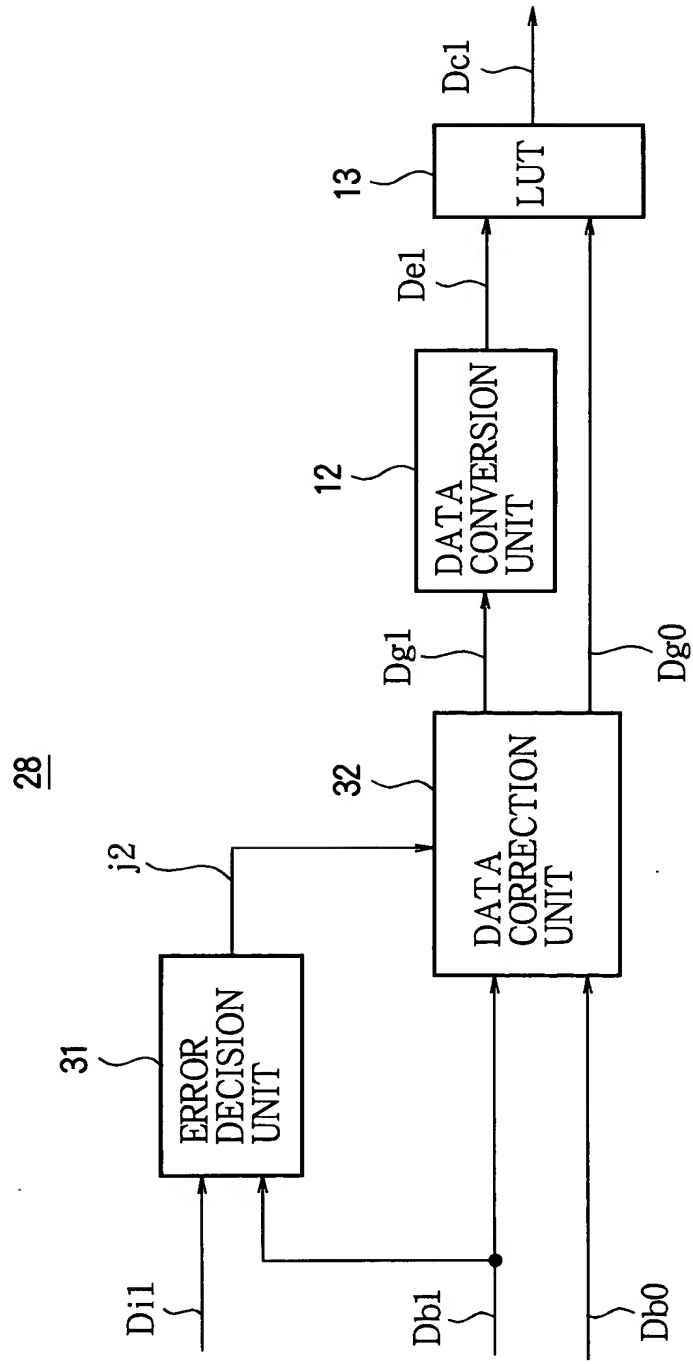 28
Di1
31
ERROR
DECISION
UNIT
j2
Db1
Db0
32
DATA
CORRECTION
UNIT
Dg1
Dg0
12
DATA
CONVERSION
UNIT
De1
13
LUT
Dc1